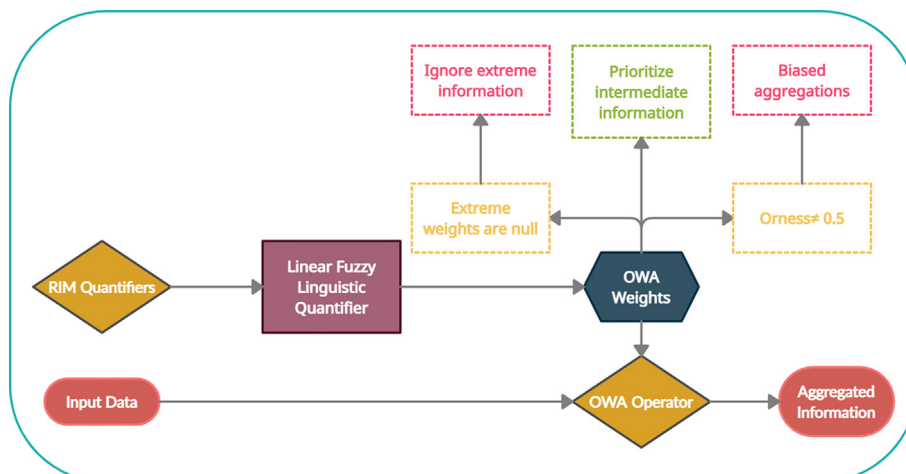 Ignore extreme
information
Prioritize
intermediate
information
Biased
aggregations
Extreme
weights are null
Orness≠ 0.5
RIM Quantifiers
Linear Fuzzy
Linguistic
Quantifier
OWA
Weights
Input Data
OWA Operator
Aggregated
Information